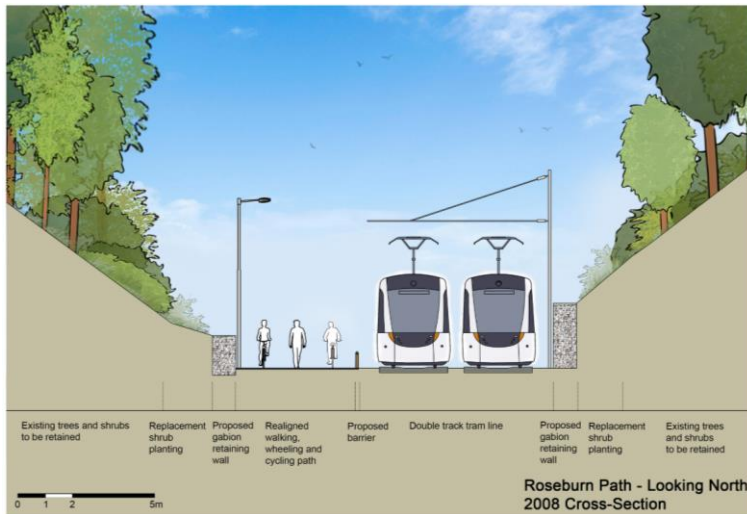 Existing trees and shrubs
to be retained
Replacement
shrub
planting
Proposed
gabion
retaining
wall
Realigned
walking,
wheeling and
cycling path
Proposed
barrier
Double track tram line
Proposed
gabion
retaining
wall
Replacement
shrub
planting
Existing trees
and shrubs
to be retained
0 1 2 5m
Roseburn Path - Looking North
2008 Cross-Section